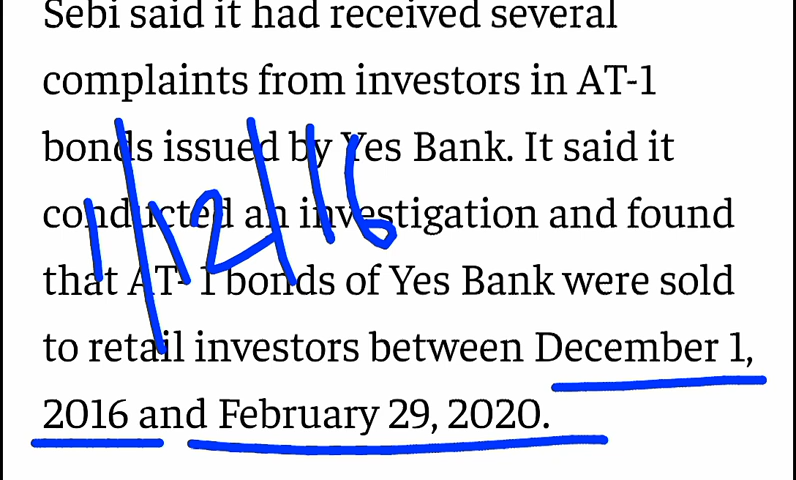 Sebi said it had received several
complaints from investors in AT-1
bonds issued by Yes Bank. It said it
conducted an investigation and found
that AT- 1 bonds of Yes Bank were sold
to retail investors between December 1,
2016 and February 29, 2020.
1/12/16